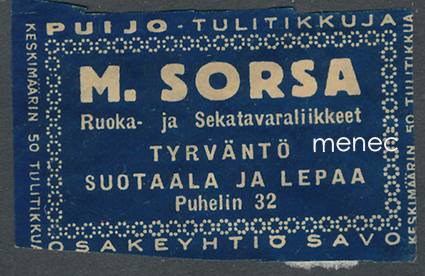 PUIJO-TULITIKKUJA
KESKIMÄÄRIN 50 TULITIKKUA
M. SORSA
Ruoka- ja Sekatavaraliikkeet
menec
TYRVÄNTÖ
SUOTAALA JA LEPAA
Puhelin 32
KESKIMÄÄRIN 50 TULITIKKUA
OSAKEYHTIÖ SAVO